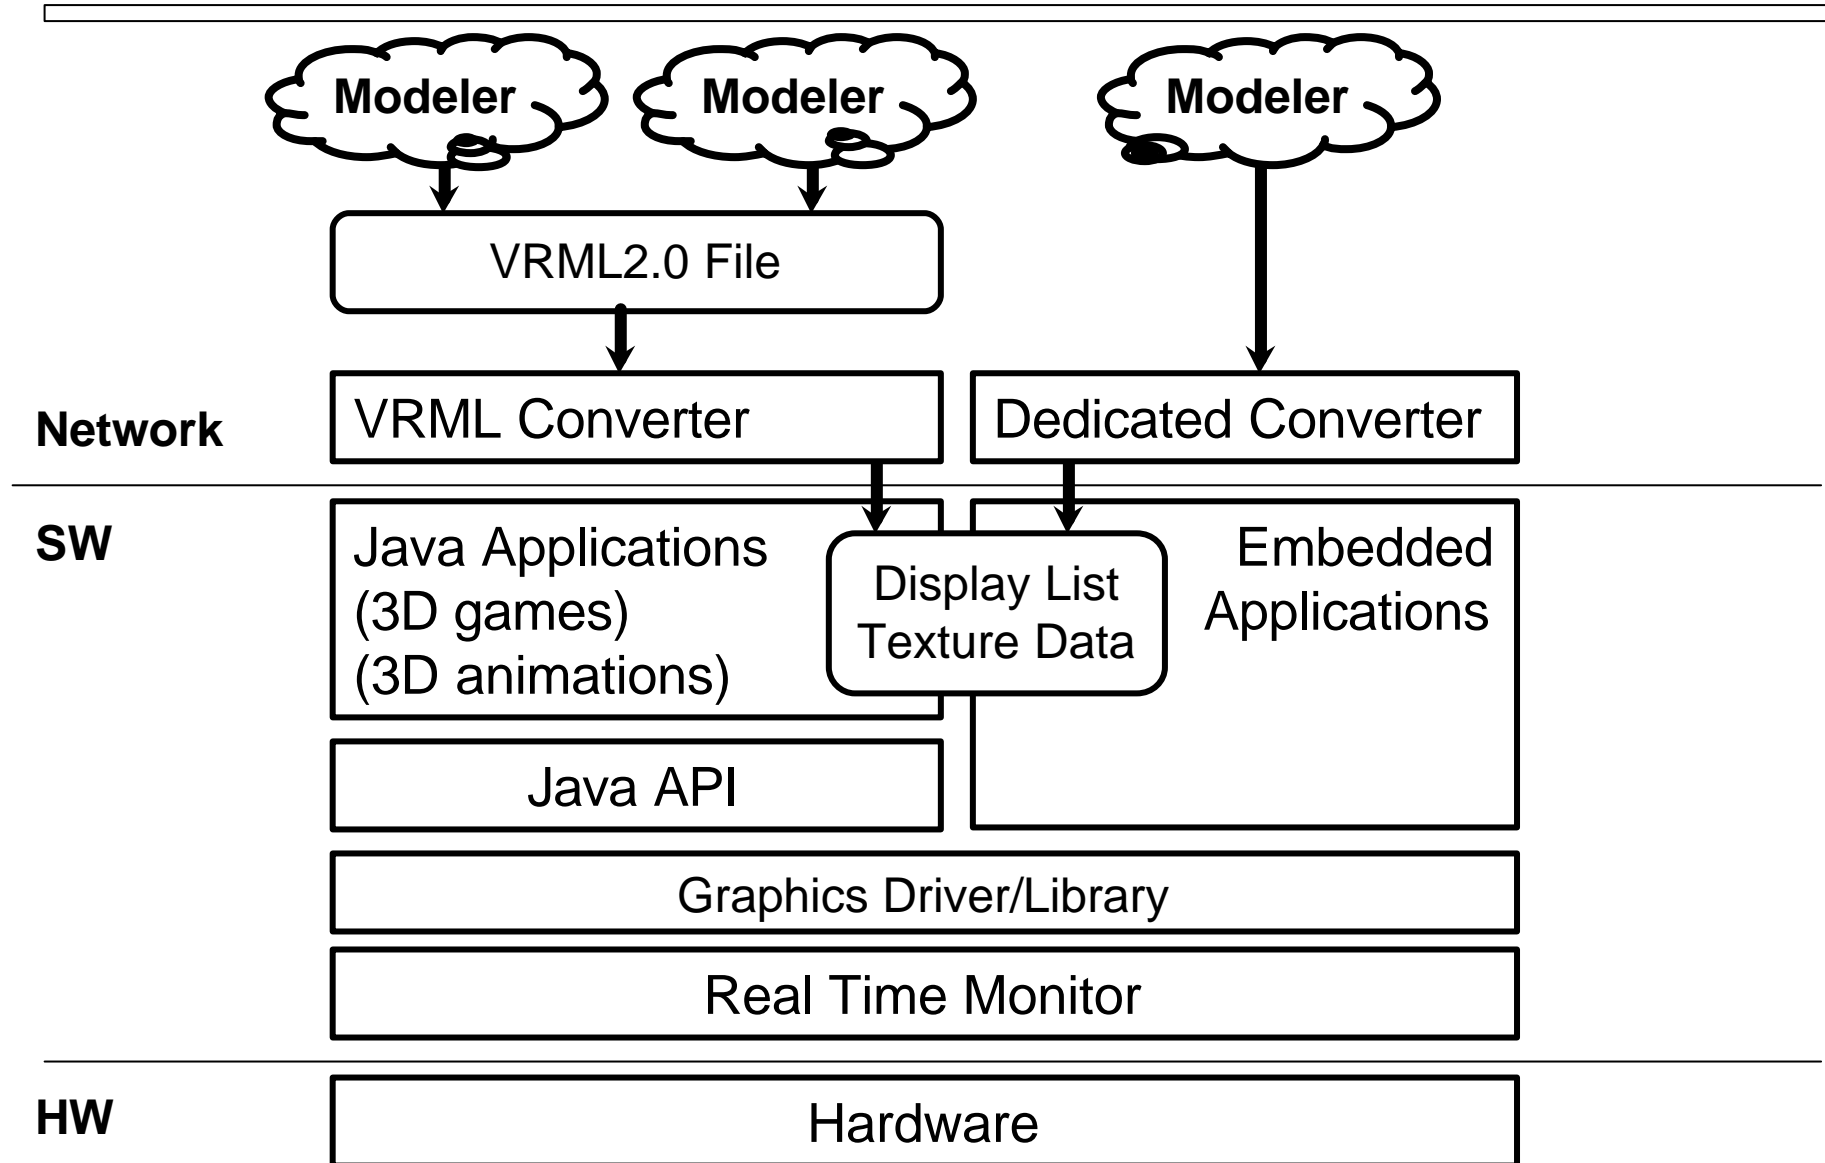 Modeler
Modeler
Modeler
VRML2.0 File
Network
VRML Converter
Dedicated Converter
SW
Java Applications
(3D games)
(3D animations)
Display List
Texture Data
Embedded
Applications
Java API
Graphics Driver/Library
Real Time Monitor
HW
Hardware